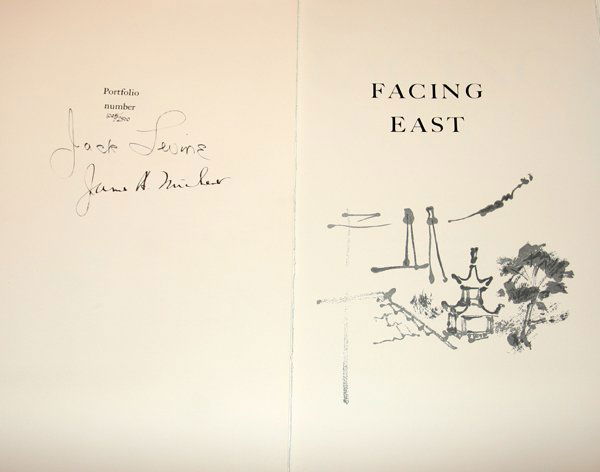 Portfolio
number
Jack Levine
FACING
EAST